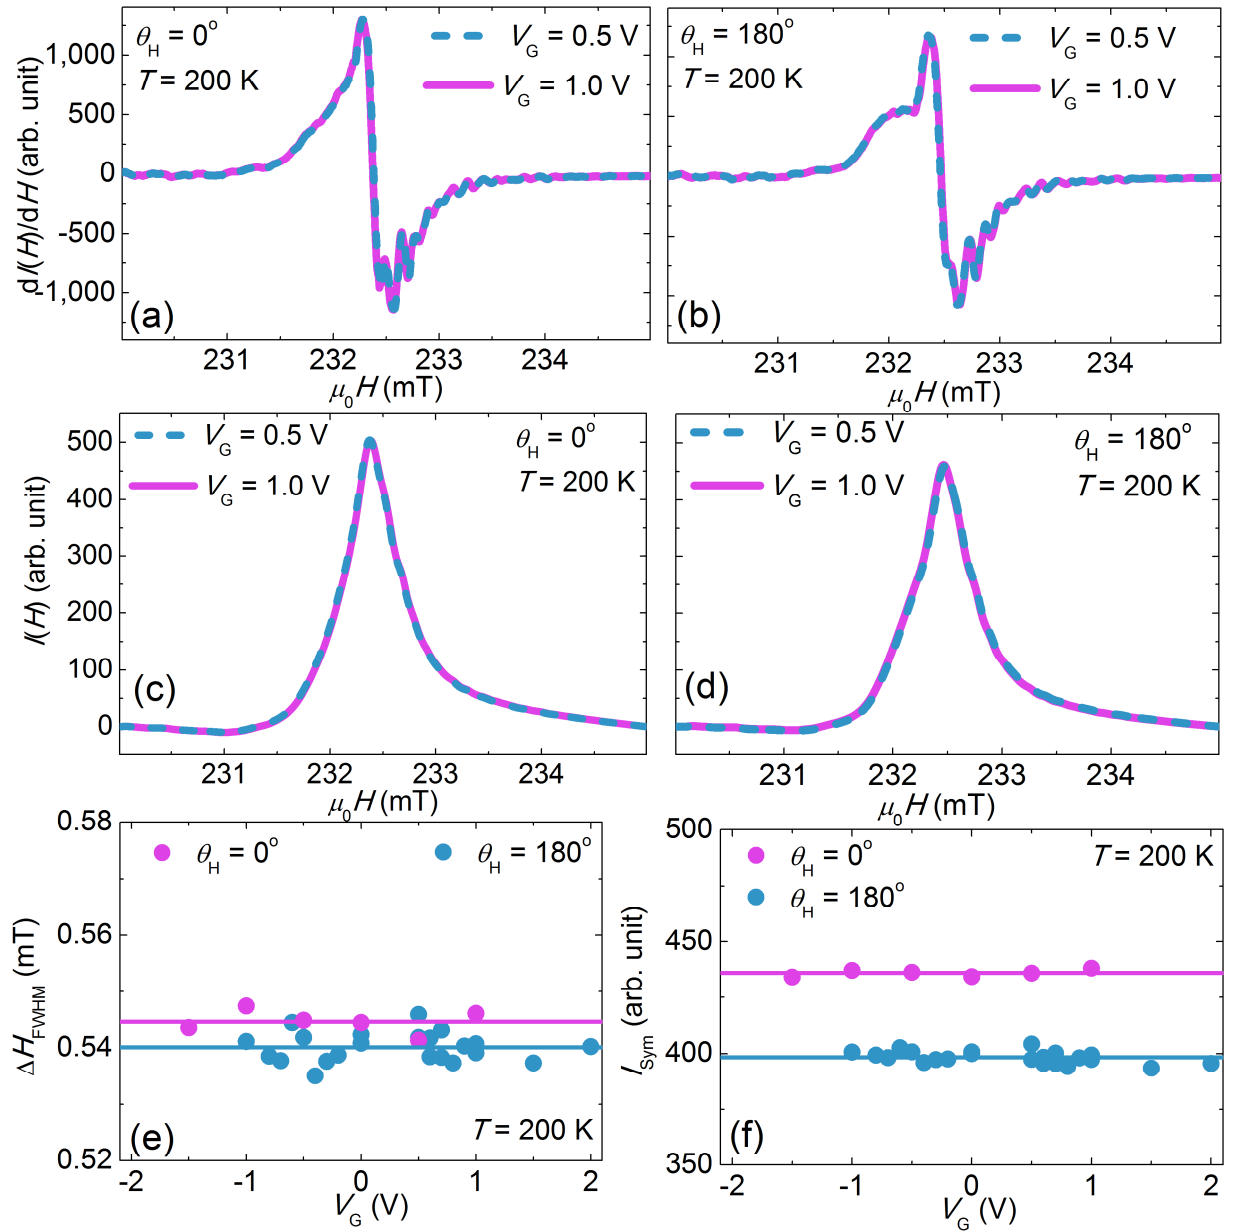 θH = 0°
T = 200 K
VG = 0.5 V
VG = 1.0 V
1,000
500
0
-500
-1,000
dI(H)/dH (arb. unit)
(a)
231 232 233 234
μ0H (mT)
θH = 180°
T = 200 K
VG = 0.5 V
VG = 1.0 V
(b)
231 232 233 234
μ0H (mT)
VG = 0.5 V
VG = 1.0 V
θH = 0°
T = 200 K
500
400
300
200
100
0
I(H) (arb. unit)
(c)
231 232 233 234
μ0H (mT)
VG = 0.5 V
VG = 1.0 V
θH = 180°
T = 200 K
(d)
231 232 233 234
μ0H (mT)
0.58
0.56
0.54
0.52
ΔHFWHM (mT)
θH = 0°
θH = 180°
(e)
T = 200 K
-2 -1 0 1 2
VG (V)
500
450
400
350
ISym (arb. unit)
θH = 0°
θH = 180°
T = 200 K
(f)
-2 -1 0 1 2
VG (V)